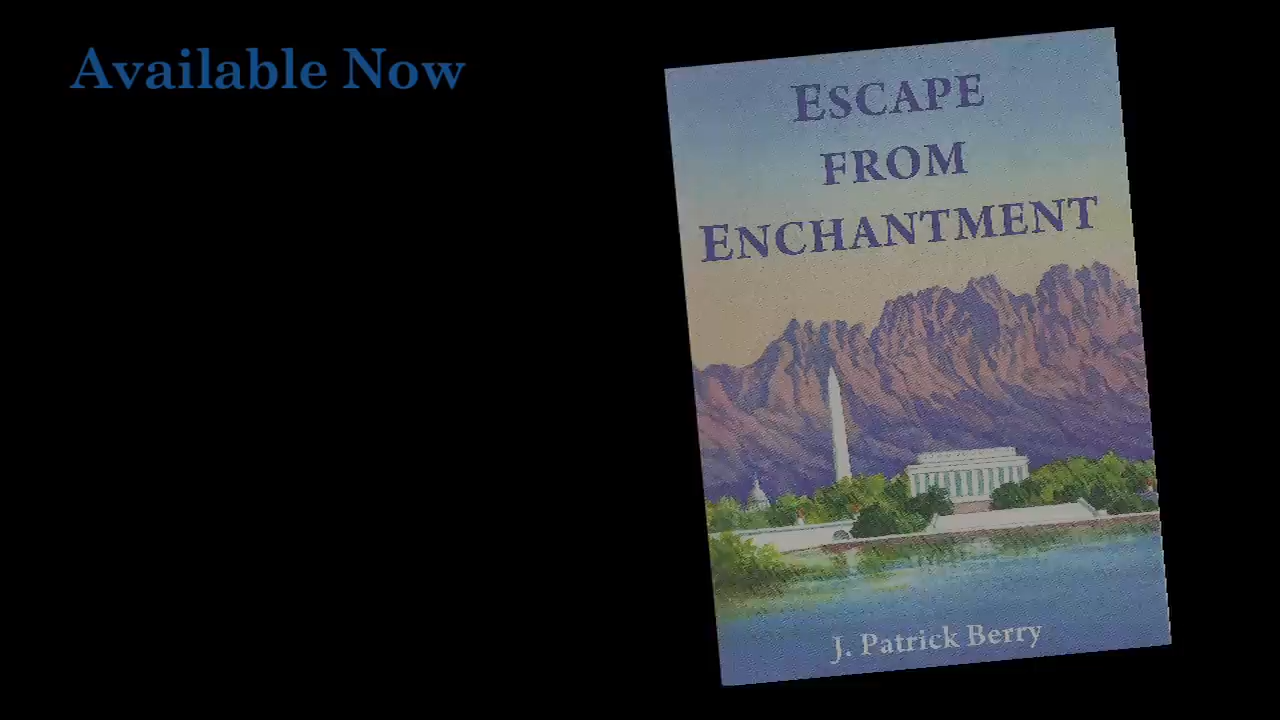 Available Now
ESCAPE
FROM
ENCHANTMENT
J. Patrick Berry